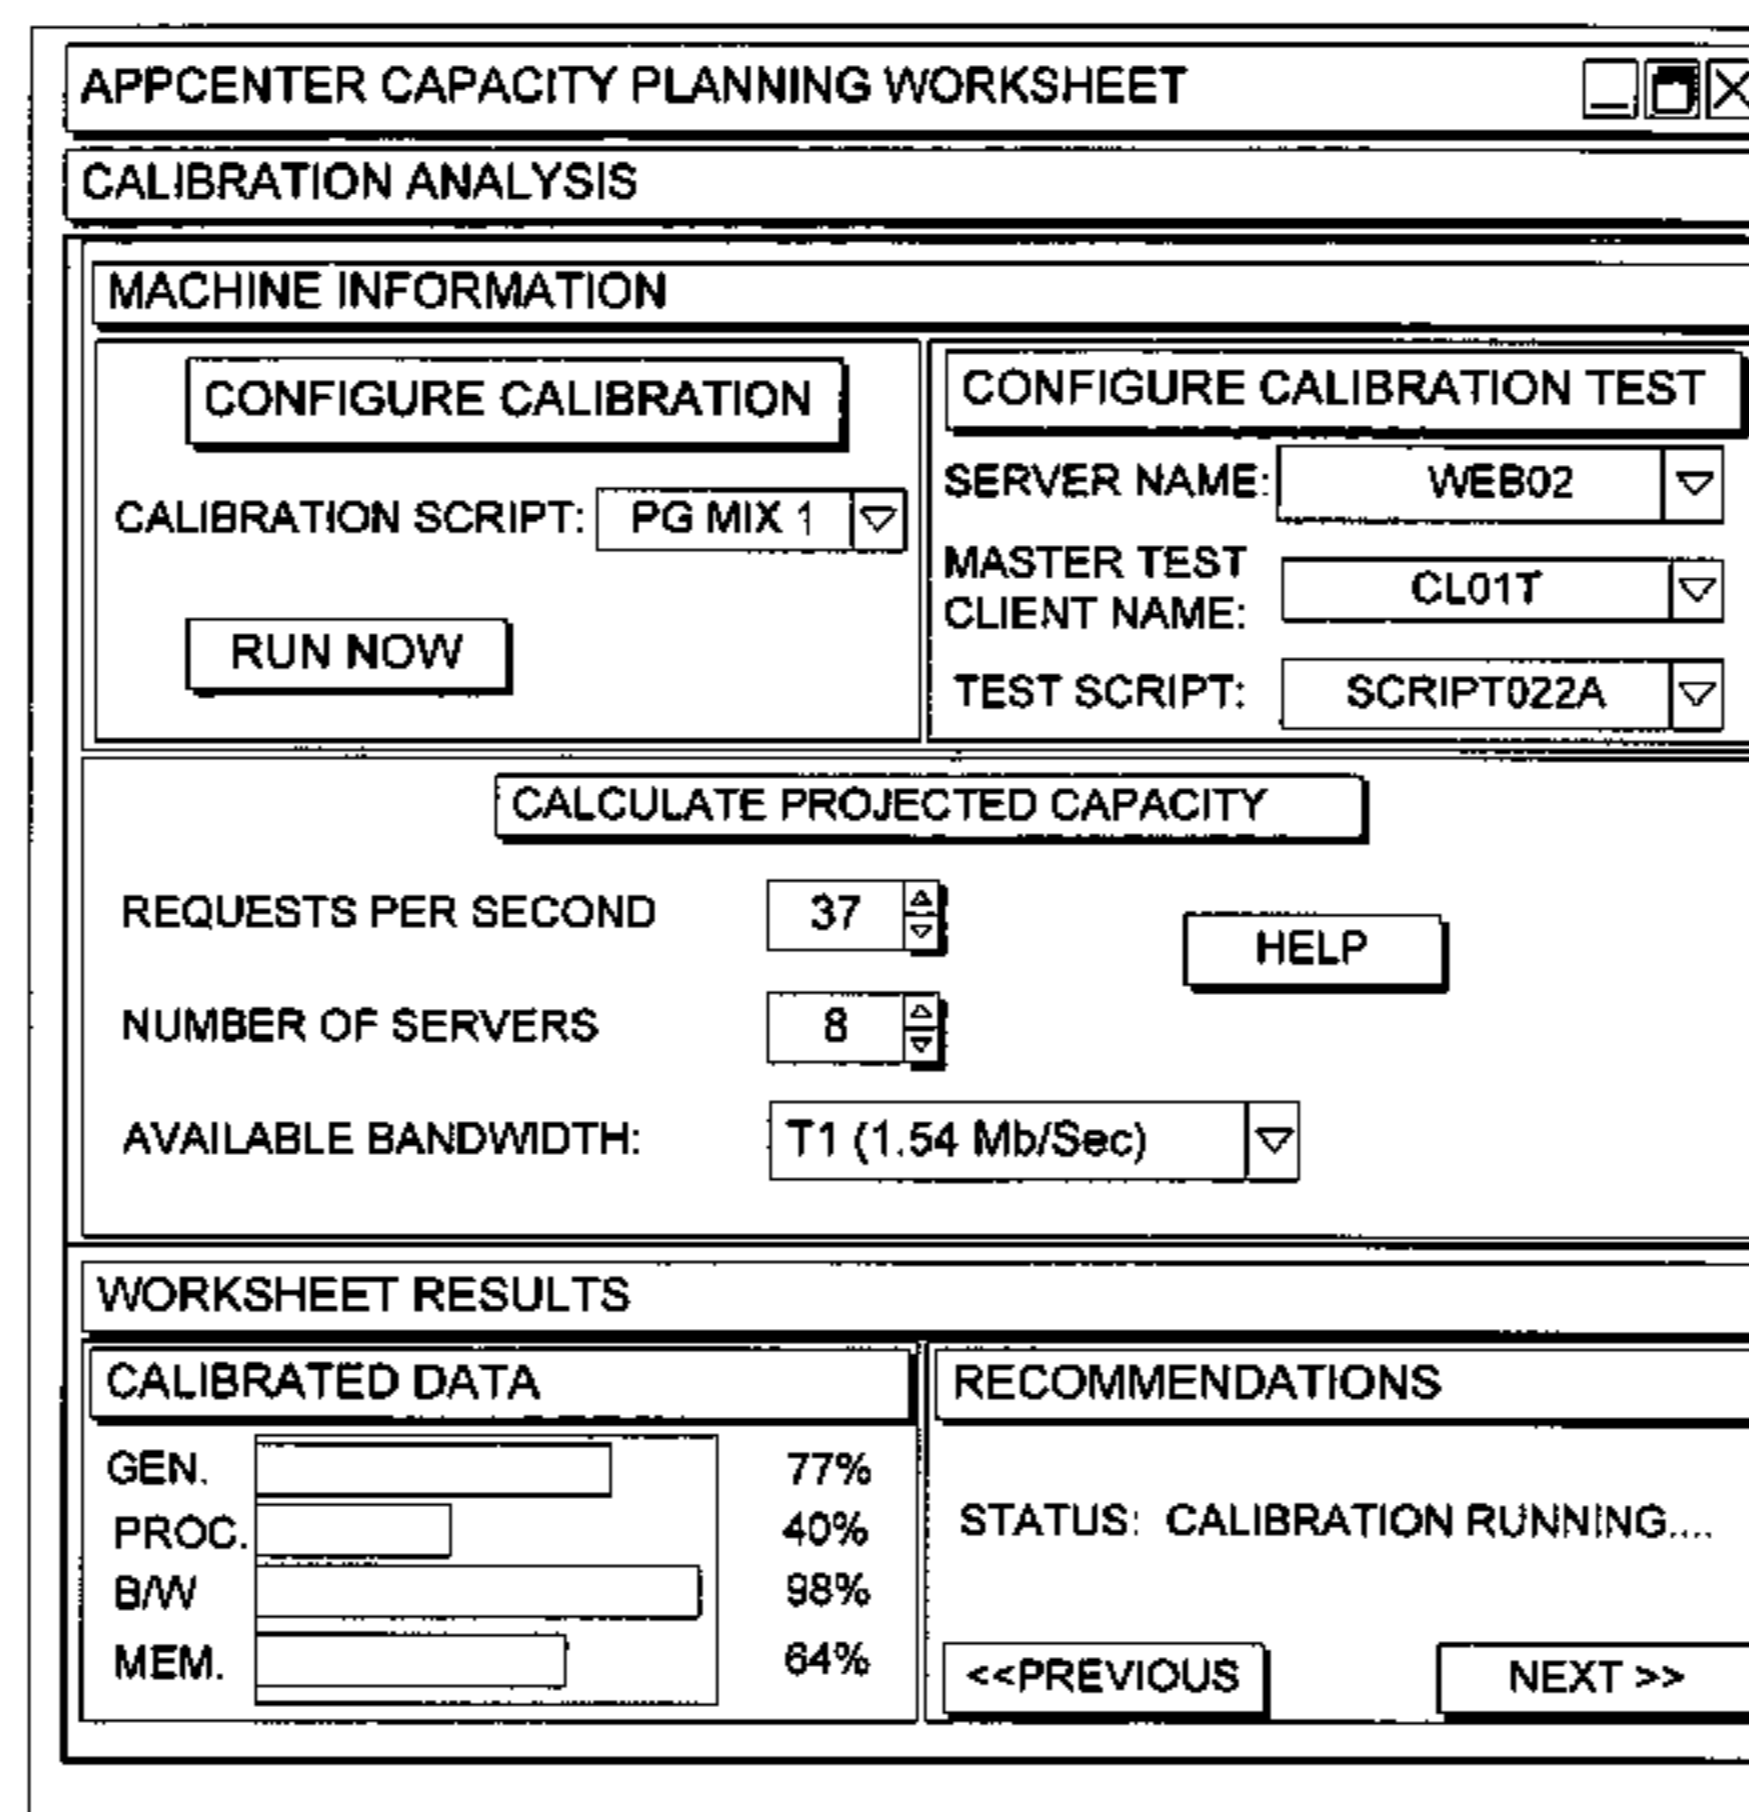 APPCENTER CAPACITY PLANNING WORKSHEET
CALIBRATION ANALYSIS
MACHINE INFORMATION
CONFIGURE CALIBRATION
CALIBRATION SCRIPT: PG MIX 1
RUN NOW
CONFIGURE CALIBRATION TEST
SERVER NAME: WEB02
MASTER TEST
CLIENT NAME: CL01T
TEST SCRIPT: SCRIPT022A
CALCULATE PROJECTED CAPACITY
REQUESTS PER SECOND 37
HELP
NUMBER OF SERVERS 8
AVAILABLE BANDWIDTH: T1 (1.54 Mb/Sec)
WORKSHEET RESULTS
CALIBRATED DATA
GEN. 77%
PROC. 40%
B/W 98%
MEM. 64%
RECOMMENDATIONS
STATUS: CALIBRATION RUNNING....
<<PREVIOUS NEXT >>